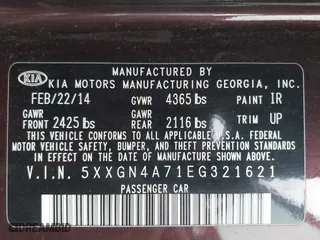 MANUFACTURED BY
KIA KIA MOTORS MANUFACTURING GEORGIA, INC.
FEB/22/14 GVWR 4365 lbs PAINT IR
GAWR GAWR
FRONT 2425 lbs REAR 2116 lbs TRIM UP
THIS VEHICLE CONFORMS TO ALL APPLICABLE U.S.A. FEDERAL
MOTOR VEHICLE SAFETY, BUMPER, AND THEFT PREVENTION
STANDARDS IN EFFECT ON THE DATE OF MANUFACTURE SHOWN ABOVE.
V.I.N. 5XXGN4A71EG321621
PASSENGER CAR
DREAMBID